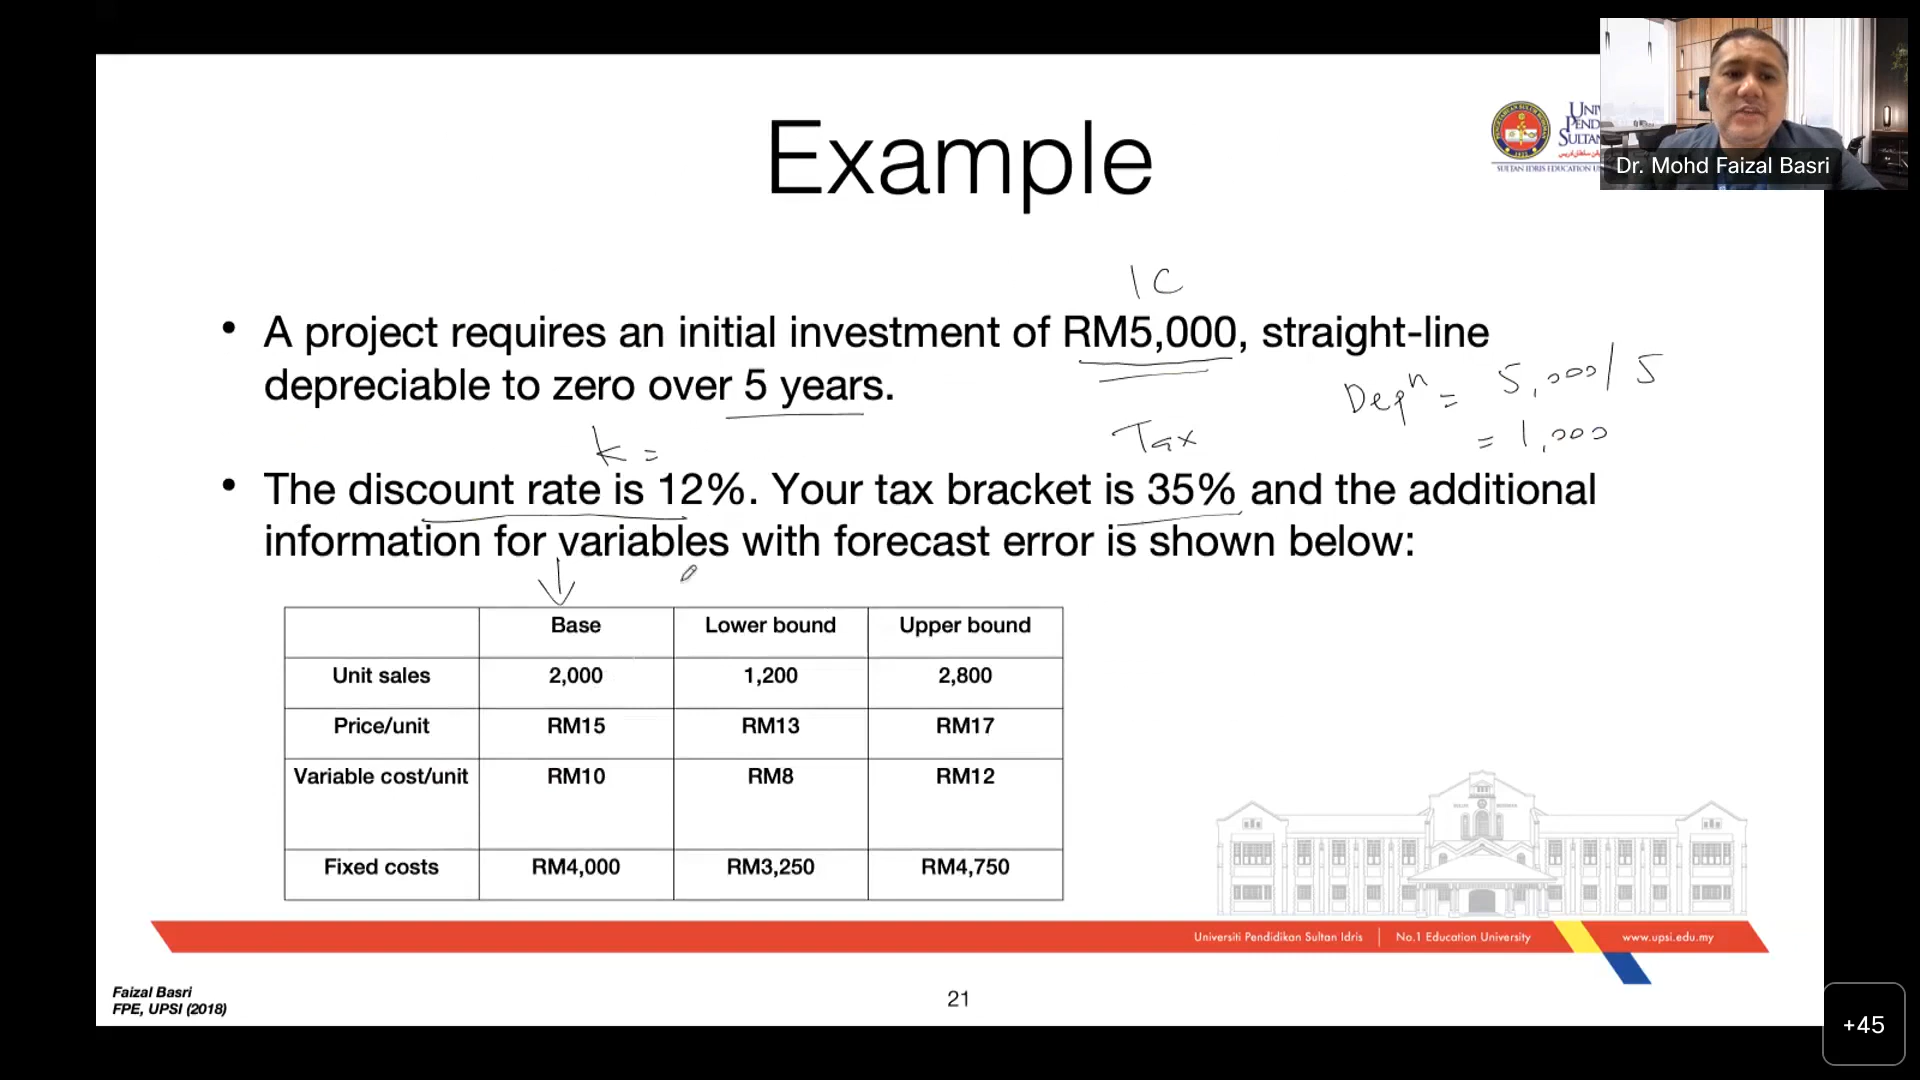 Example
Dr. Mohd Faizal Basri
SULTAN IDRIS EDUCATION
IC
• A project requires an initial investment of RM5,000, straight-line
depreciable to zero over 5 years.
Depn = 5,000/5
= 1,000
k =
Tax
• The discount rate is 12%. Your tax bracket is 35% and the additional
information for variables with forecast error is shown below:
Base Lower bound Upper bound
Unit sales 2,000 1,200 2,800
Price/unit RM15 RM13 RM17
Variable cost/unit RM10 RM8 RM12
Fixed costs RM4,000 RM3,250 RM4,750
Universiti Pendidikan Sultan Idris | No.1 Education University www.upsi.edu.my
Faizal Basri
FPE, UPSI (2018)
21
+45